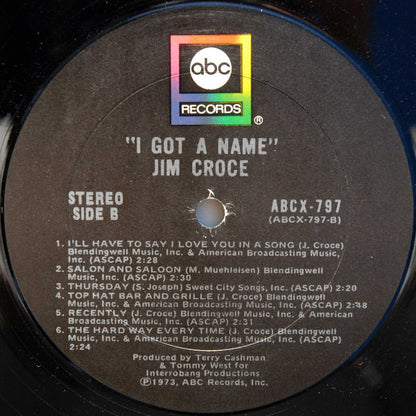 abc
RECORDS
®
"I GOT A NAME"
JIM CROCE
STEREO
SIDE B
ABCX-797
(ABCX-797-B)
1. I'LL HAVE TO SAY I LOVE YOU IN A SONG (J. Croce)
Blendingwell Music, Inc. & American Broadcasting Music,
Inc. (ASCAP) 2:28
2. SALON AND SALOON (M. Muehleisen) Blendingwell
Music, Inc. (ASCAP) 2:30
3. THURSDAY (S. Joseph) Sweet City Songs, Inc. (ASCAP) 2:20
4. TOP HAT BAR AND GRILLE (J. Croce) Blendingwell
Music, Inc. & American Broadcasting Music, Inc. (ASCAP) 2:48
5. RECENTLY (J. Croce) Blendingwell Music, Inc. & American
Broadcasting Music, Inc. (ASCAP) 2:31
6. THE HARD WAY EVERY TIME (J. Croce) Blendingwell
Music, Inc. & American Broadcasting Music, Inc. (ASCAP)
2:24
Produced by Terry Cashman
& Tommy West for
Interrobang Productions
Ⓟ1973, ABC Records, Inc.